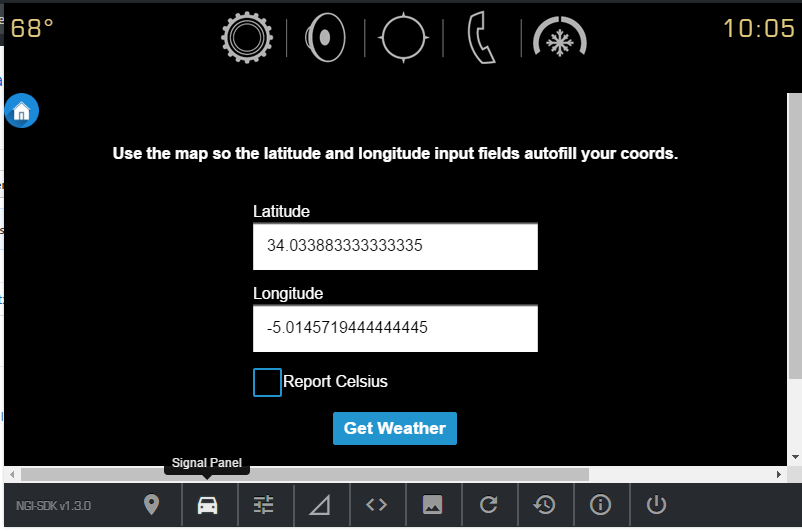 68°
10:05
Use the map so the latitude and longitude input fields autofill your coords.
Latitude
34.033883333333335
Longitude
-5.0145719444444445
Report Celsius
Get Weather
Signal Panel
NGI-SDK v1.3.0